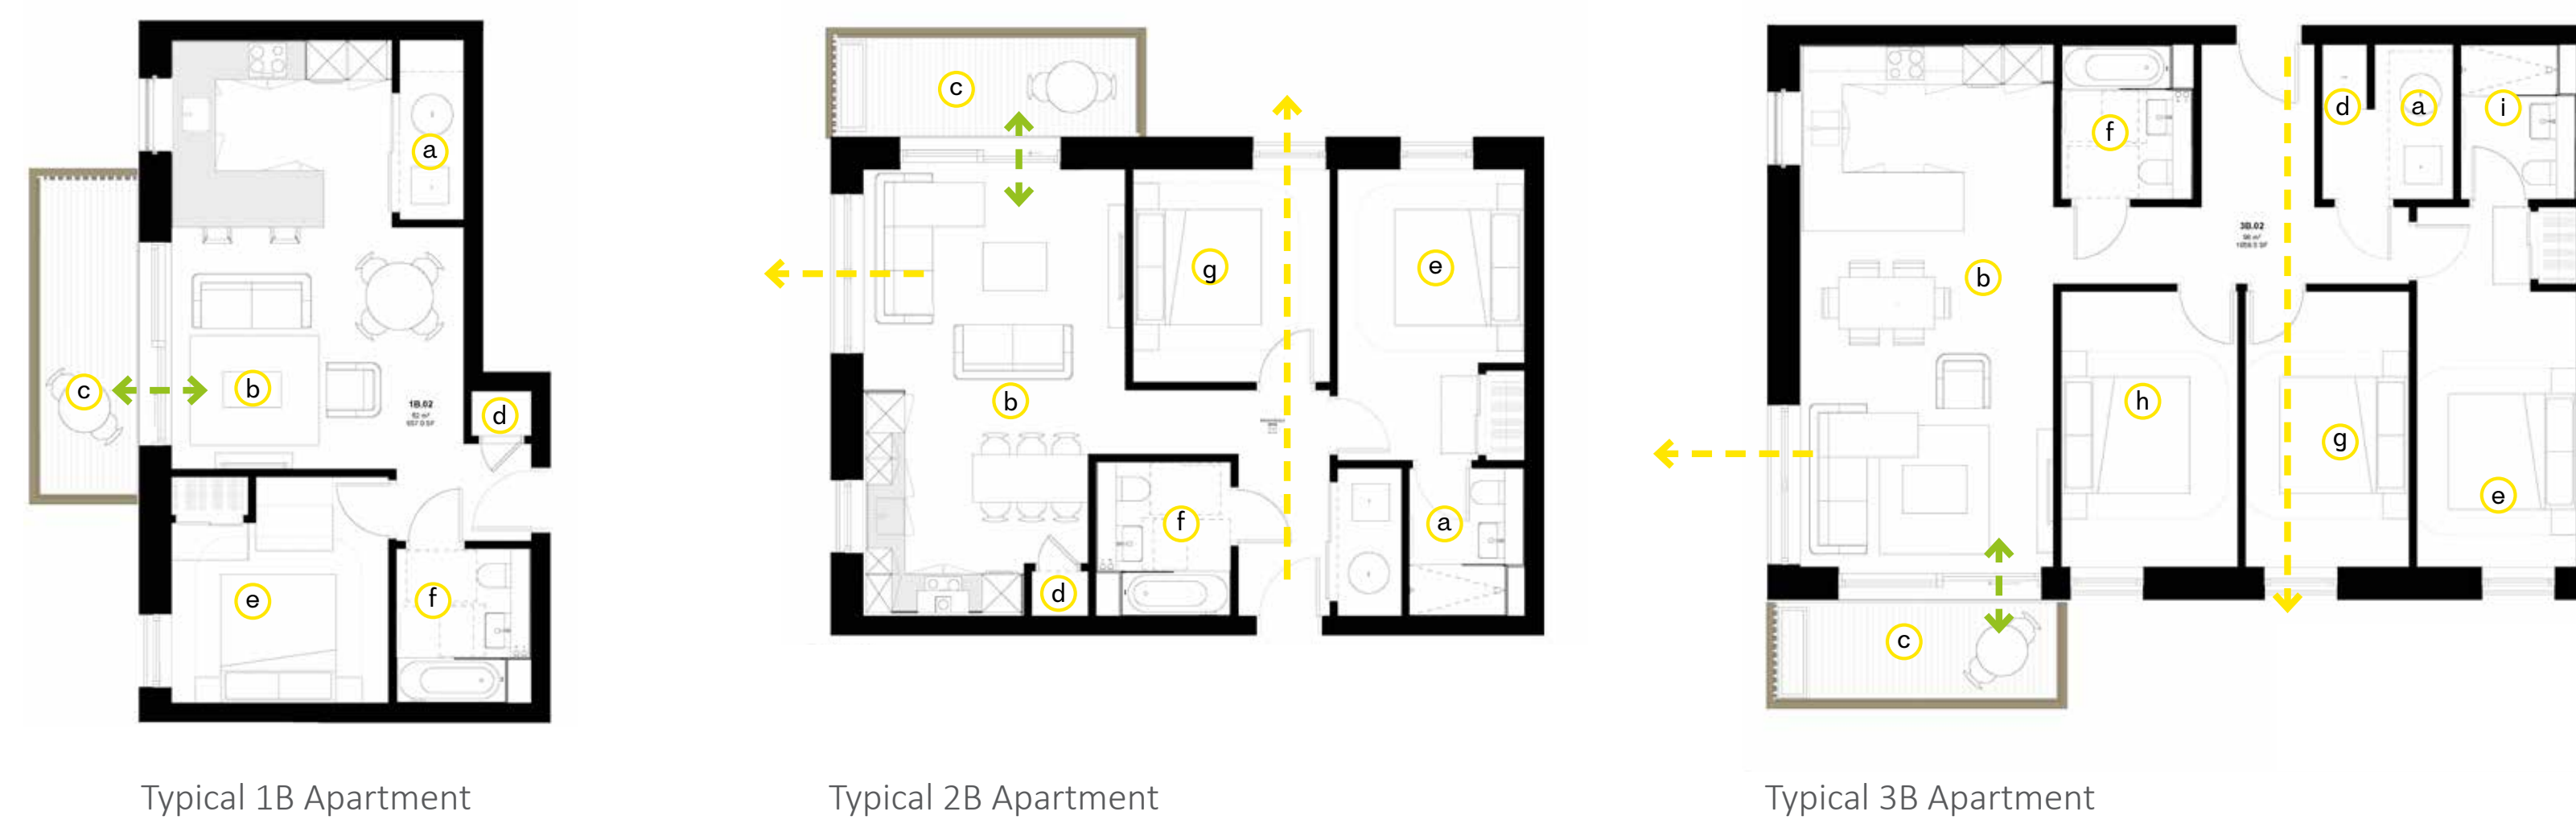 a
c
b
d
e
f
1B.02
Typical 1B Apartment
c
g
e
b
f
a
d
Typical 2B Apartment
f
d
a
i
3B.02
b
h
g
e
c
Typical 3B Apartment